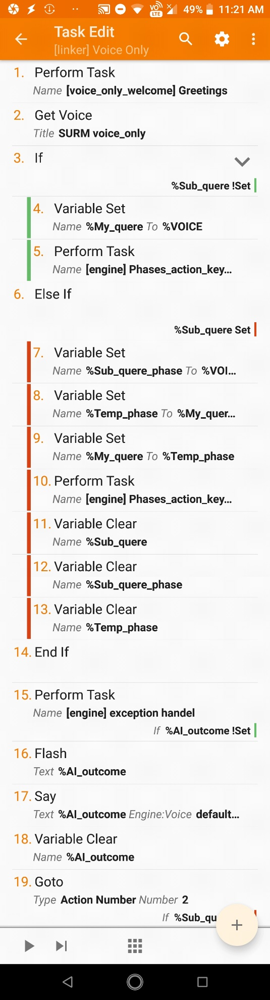 VO))
LTE
49%
11:21 AM
Task Edit
[linker] Voice Only
1. Perform Task
Name [voice_only_welcome] Greetings
2. Get Voice
Title SURM voice_only
3. If
%Sub_quere !Set
4. Variable Set
Name %My_quere To %VOICE
5. Perform Task
Name [engine] Phases_action_key...
6. Else If
%Sub_quere Set
7. Variable Set
Name %Sub_quere_phase To %VOI...
8. Variable Set
Name %Temp_phase To %My_quer...
9. Variable Set
Name %My_quere To %Temp_phase
10. Perform Task
Name [engine] Phases_action_key...
11. Variable Clear
Name %Sub_quere
12. Variable Clear
Name %Sub_quere_phase
13. Variable Clear
Name %Temp_phase
14. End If
15. Perform Task
Name [engine] exception handel
If %AI_outcome !Set
16. Flash
Text %AI_outcome
17. Say
Text %AI_outcome Engine:Voice default...
18. Variable Clear
Name %AI_outcome
19. Goto
Type Action Number Number 2
If %Sub_qu